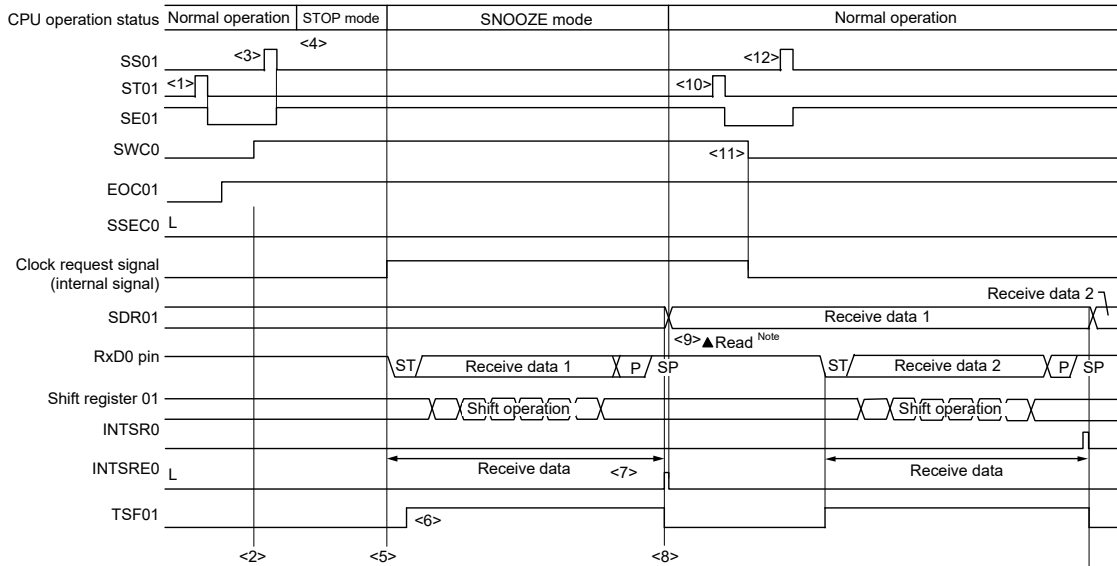 CPU operation status Normal operation STOP mode SNOOZE mode Normal operation
<4>
SS01 <3> <12>
ST01 <1> <10>
SE01
SWC0 <11>
EOC01
SSEC0 L
Clock request signal
(internal signal)
Receive data 2
SDR01 Receive data 1
<9> ▲Read Note
RxD0 pin ST Receive data 1 P SP ST Receive data 2 P SP
Shift register 01 Shift operation Shift operation
INTSR0
INTSRE0 L Receive data <7> Receive data
TSF01 <6>
<2> <5> <8>